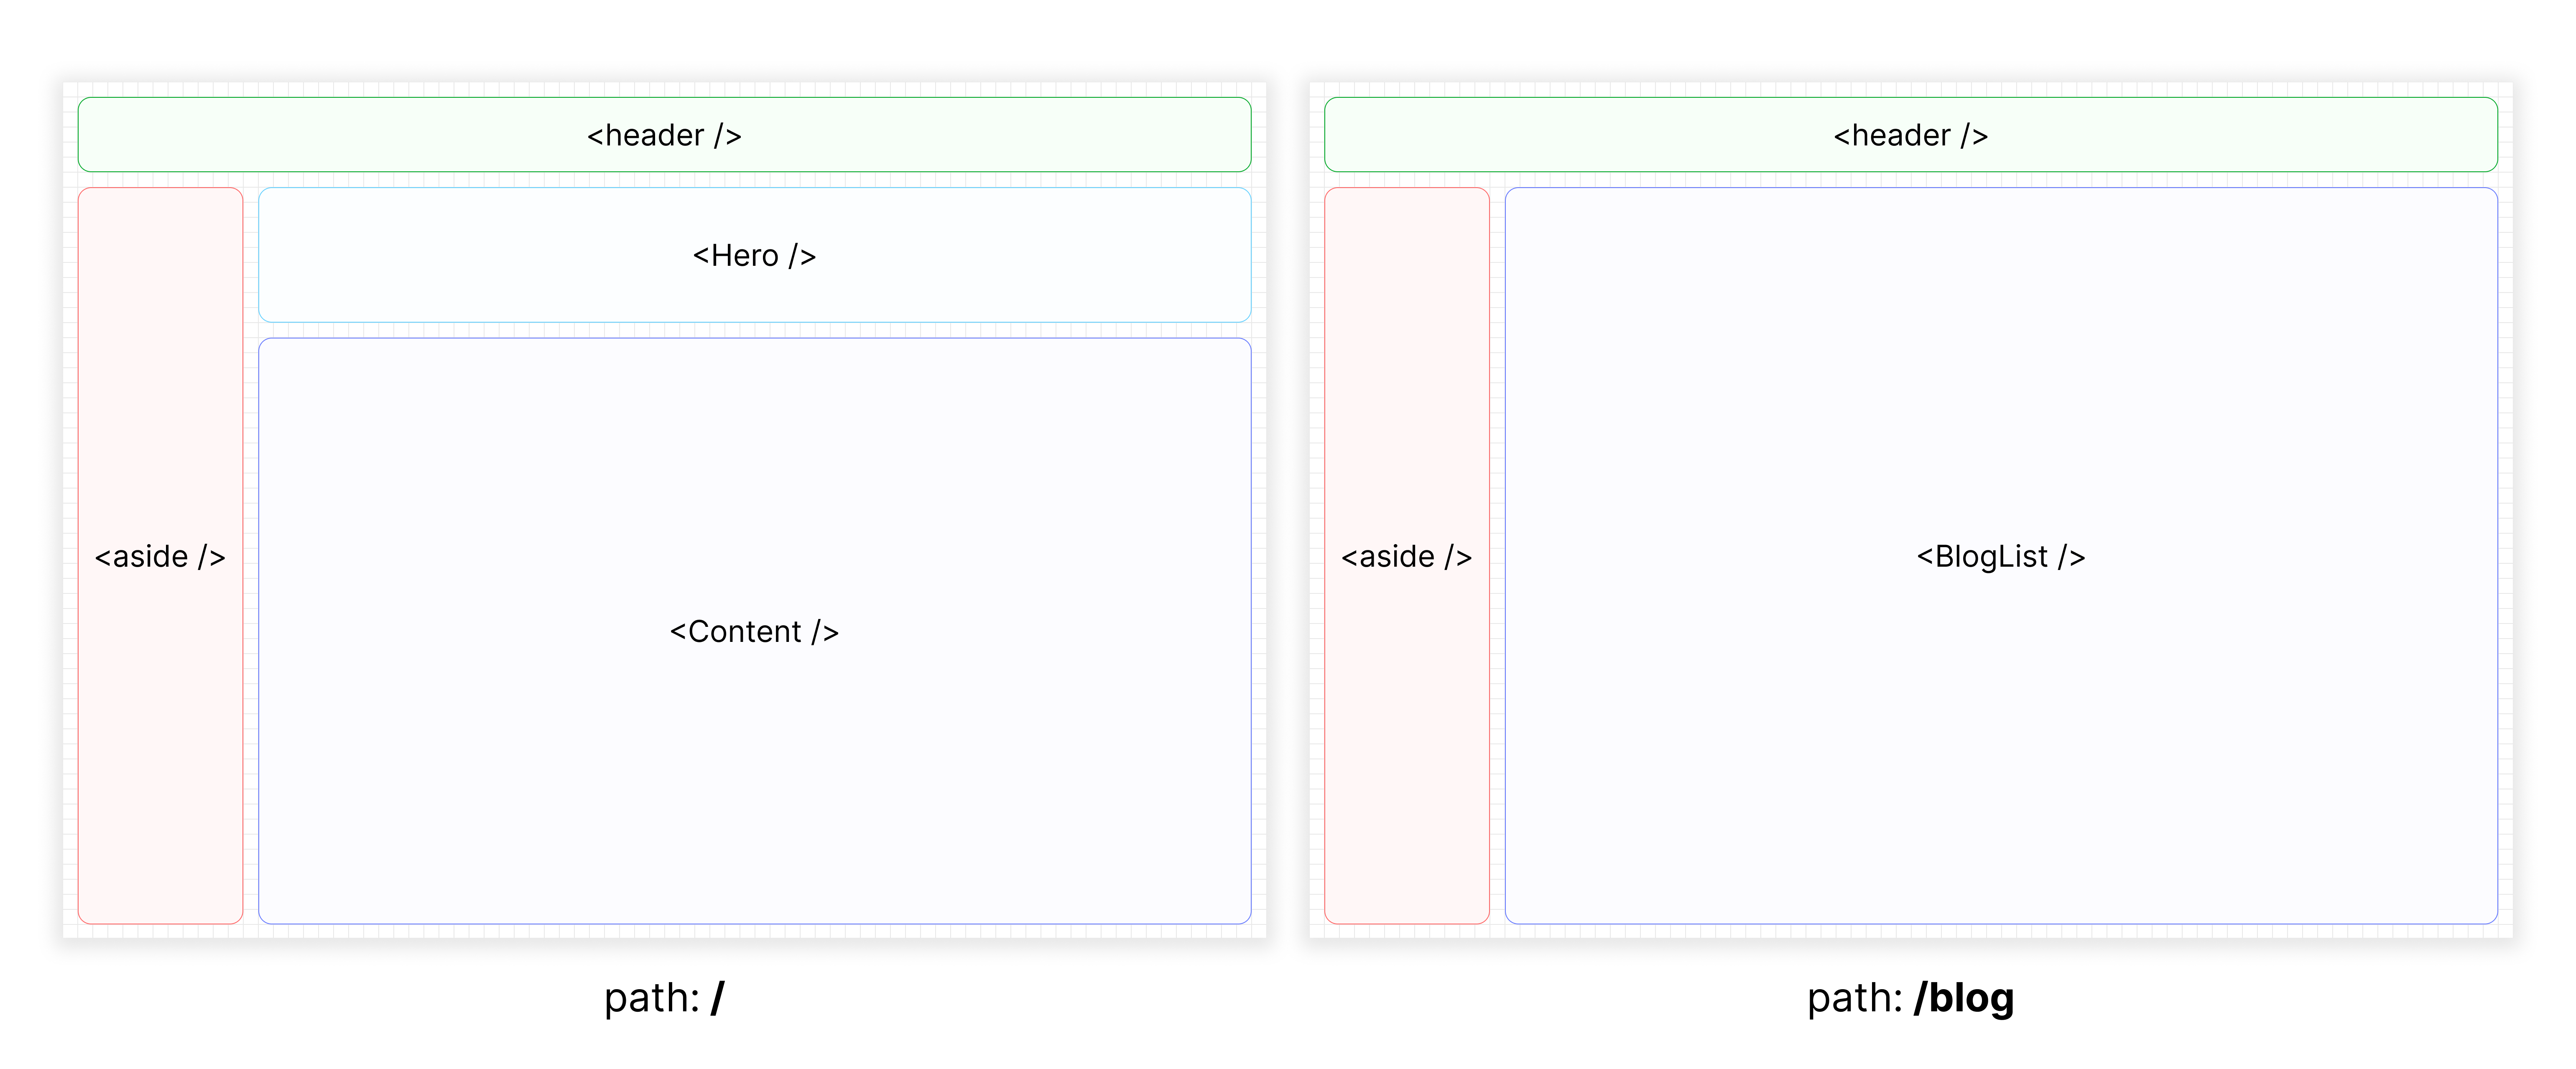 <header />
<aside />
<Hero />
<Content />
path: /
<header />
<aside />
<BlogList />
path: /blog